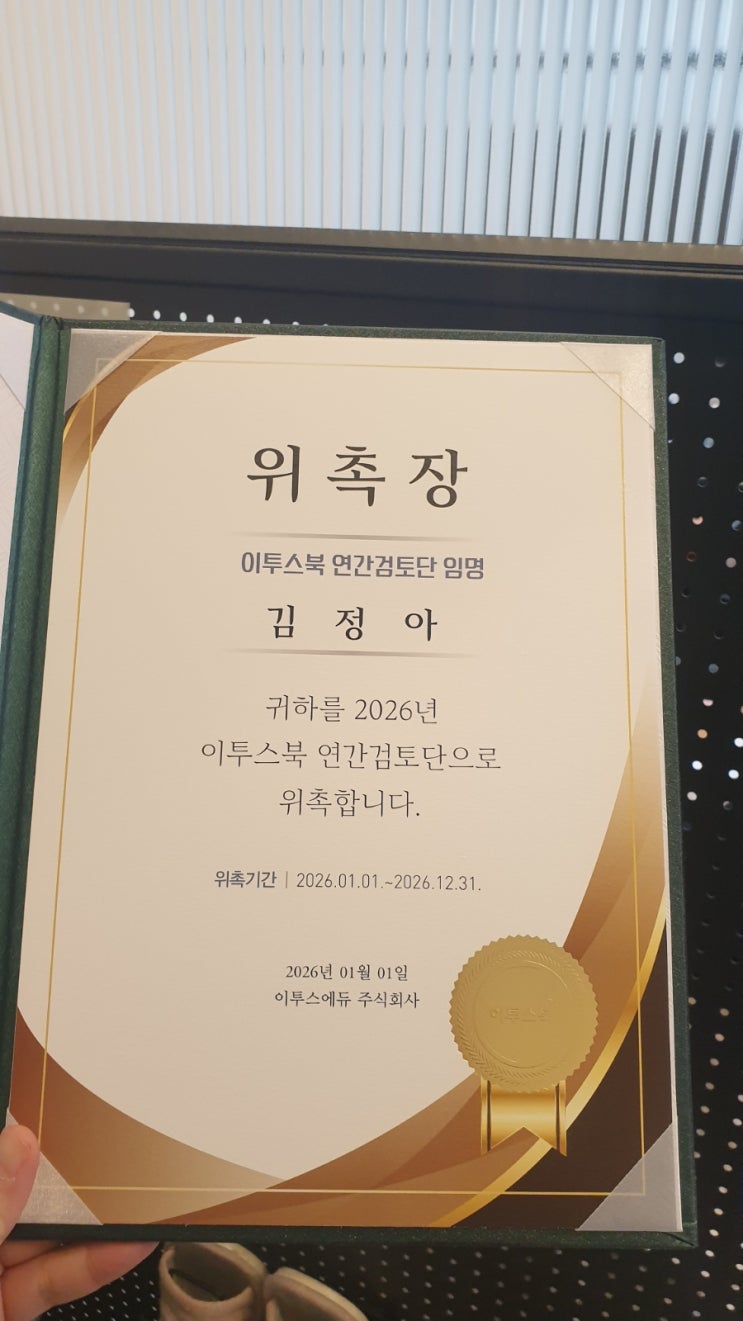 위촉장
이투스북 연간검토단 임명
김 정 아
귀하를 2026년
이투스북 연간검토단으로
위촉합니다.
위촉기간 | 2026.01.01.~2026.12.31.
2026년 01월 01일
이투스에듀 주식회사